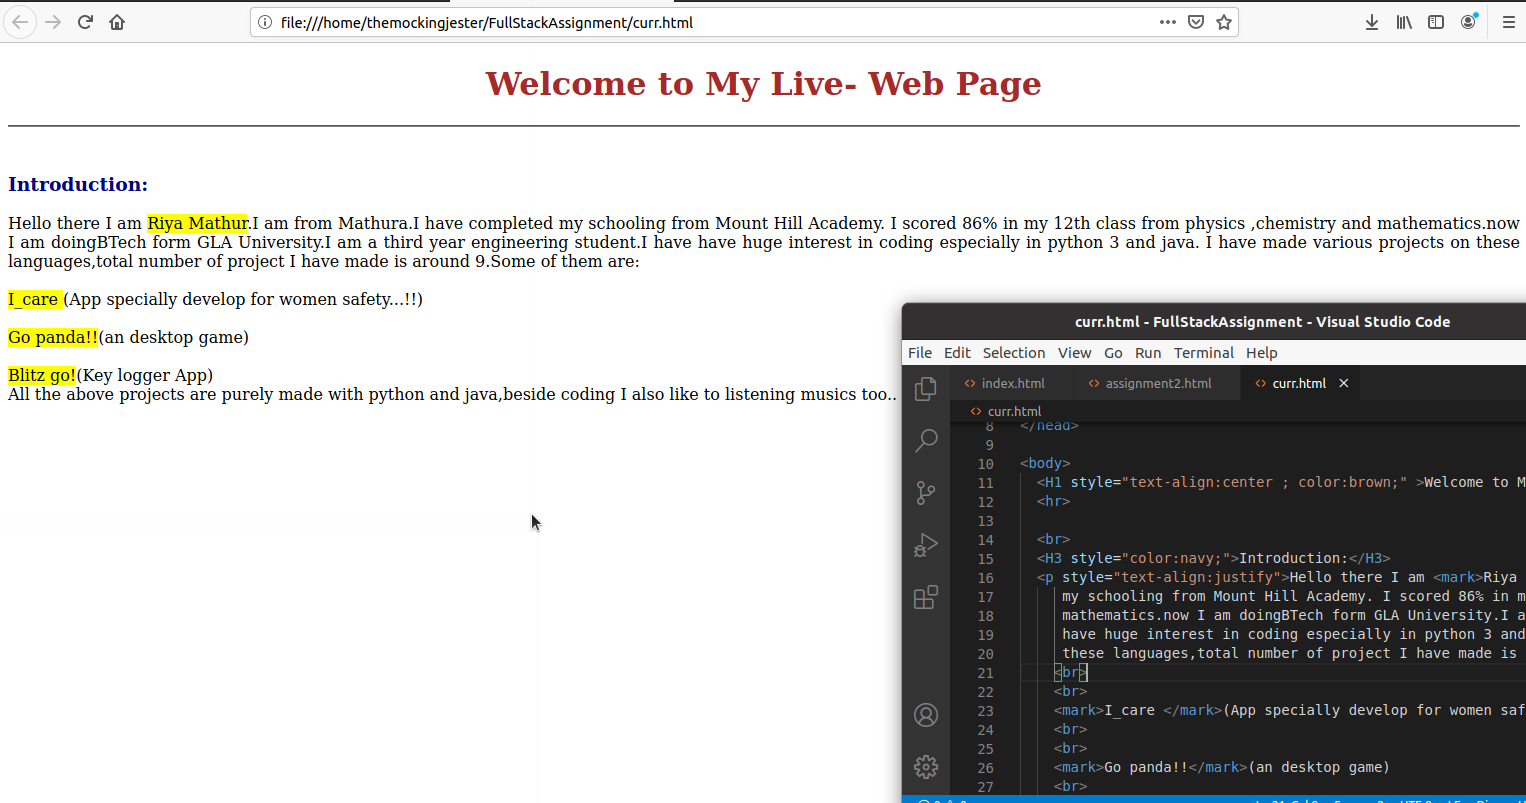 file:///home/themockingjester/FullStackAssignment/curr.html
Welcome to My Live- Web Page
Introduction:
Hello there I am Riya Mathur.I am from Mathura.I have completed my schooling from Mount Hill Academy. I scored 86% in my 12th class from physics ,chemistry and mathematics.now
I am doingBTech form GLA University.I am a third year engineering student.I have have huge interest in coding especially in python 3 and java. I have made various projects on these
languages,total number of project I have made is around 9.Some of them are:
I_care (App specially develop for women safety...!!)
Go panda!!(an desktop game)
Blitz go!(Key logger App)
All the above projects are purely made with python and java,beside coding I also like to listening musics too..
curr.html - FullStackAssignment - Visual Studio Code
File Edit Selection View Go Run Terminal Help
index.html assignment2.html curr.html
curr.html
8 </head>
9
10 <body>
11 <H1 style="text-align:center ; color:brown;" >Welcome to M
12 <hr>
13
14 <br>
15 <H3 style="color:navy;">Introduction:</H3>
16 <p style="text-align:justify">Hello there I am <mark>Riya
17 my schooling from Mount Hill Academy. I scored 86% in m
18 mathematics.now I am doingBTech form GLA University.I a
19 have huge interest in coding especially in python 3 and
20 these languages,total number of project I have made is
21 <br>
22 <br>
23 <mark>I_care </mark>(App specially develop for women saf
24 <br>
25 <br>
26 <mark>Go panda!!</mark>(an desktop game)
27 <br>